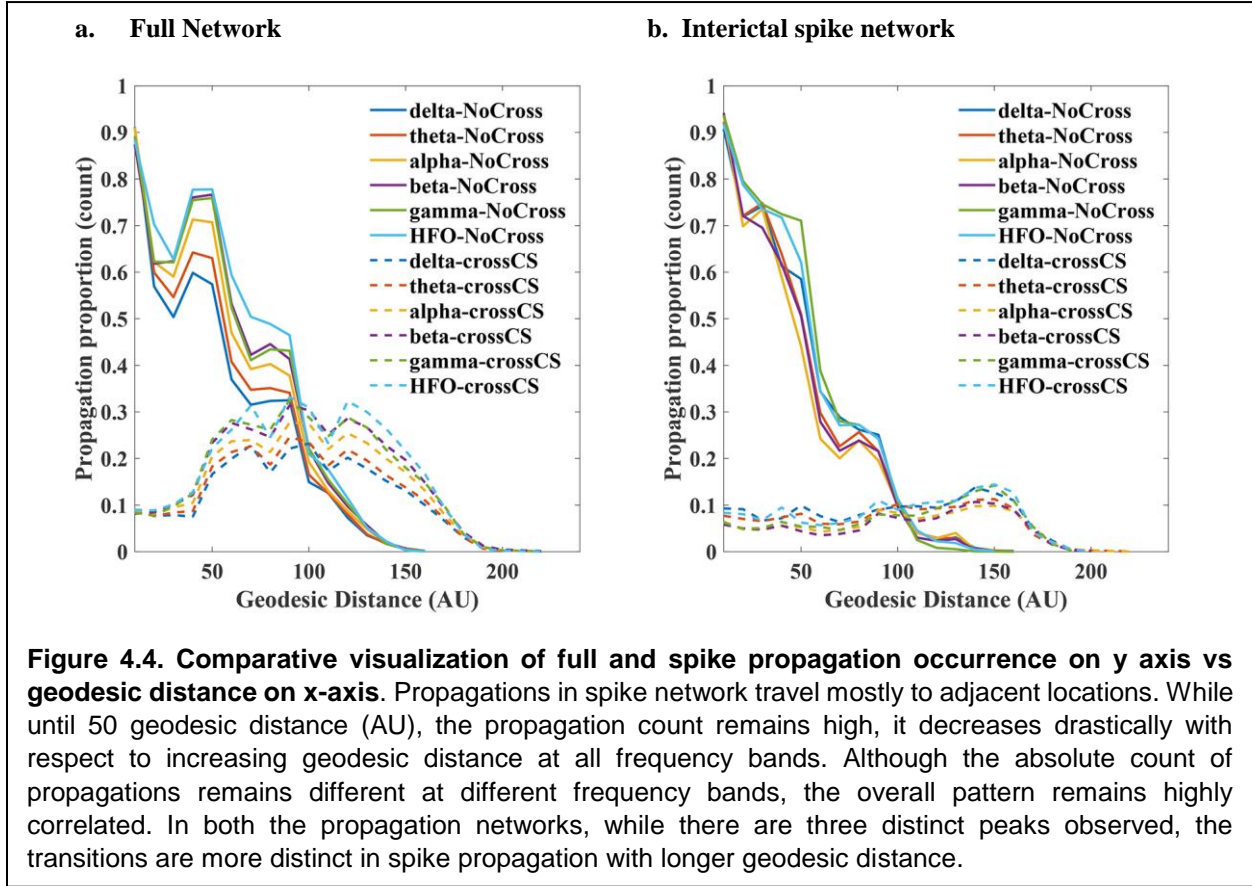 a. Full Network
b. Interictal spike network
1
0.9
0.8
0.7
0.6
0.5
0.4
0.3
0.2
0.1
0
50
100
150
200
Propagation proportion (count)
Geodesic Distance (AU)
delta-NoCross
theta-NoCross
alpha-NoCross
beta-NoCross
gamma-NoCross
HFO-NoCross
delta-crossCS
theta-crossCS
alpha-crossCS
beta-crossCS
gamma-crossCS
HFO-crossCS
1
0.9
0.8
0.7
0.6
0.5
0.4
0.3
0.2
0.1
0
50
100
150
200
Propagation proportion (count)
Geodesic Distance (AU)
delta-NoCross
theta-NoCross
alpha-NoCross
beta-NoCross
gamma-NoCross
HFO-NoCross
delta-crossCS
theta-crossCS
alpha-crossCS
beta-crossCS
gamma-crossCS
HFO-crossCS
Figure 4.4. Comparative visualization of full and spike propagation occurrence on y axis vs
geodesic distance on x-axis. Propagations in spike network travel mostly to adjacent locations. While
until 50 geodesic distance (AU), the propagation count remains high, it decreases drastically with
respect to increasing geodesic distance at all frequency bands. Although the absolute count of
propagations remains different at different frequency bands, the overall pattern remains highly
correlated. In both the propagation networks, while there are three distinct peaks observed, the
transitions are more distinct in spike propagation with longer geodesic distance.